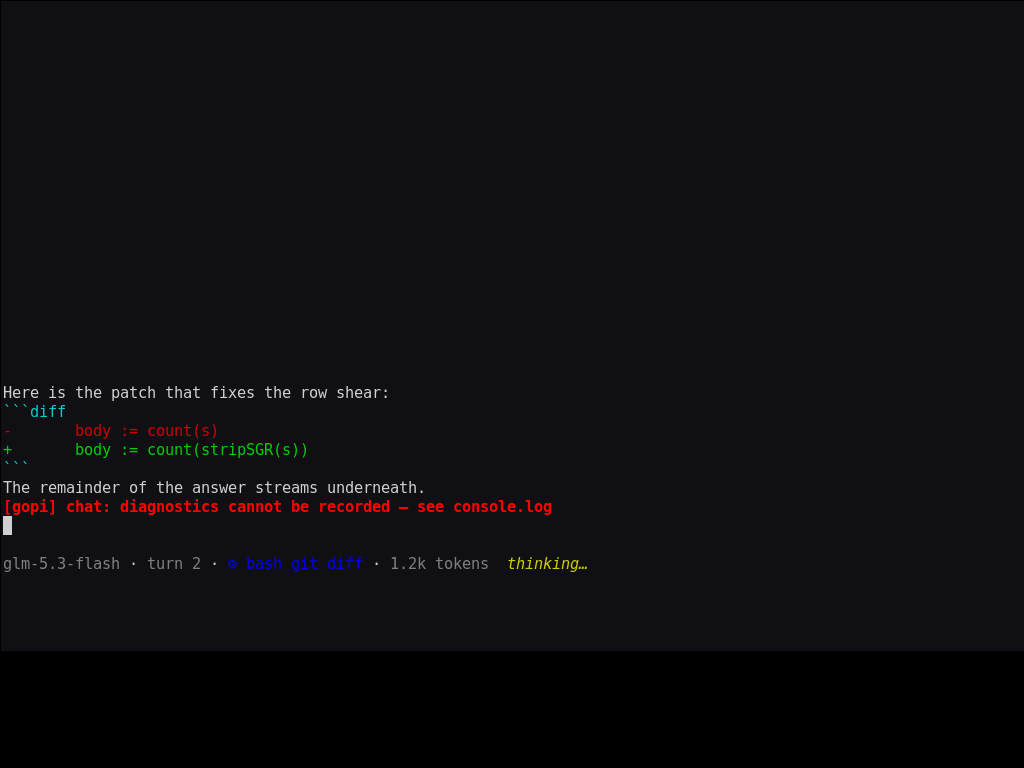 Here is the patch that fixes the row shear:
```diff
-       body := count(s)
+       body := count(stripSGR(s))
```
The remainder of the answer streams underneath.
[gopi] chat: diagnostics cannot be recorded — see console.log
glm-5.3-flash · turn 2 · ⚙ bash git diff · 1.2k tokens  thinking…